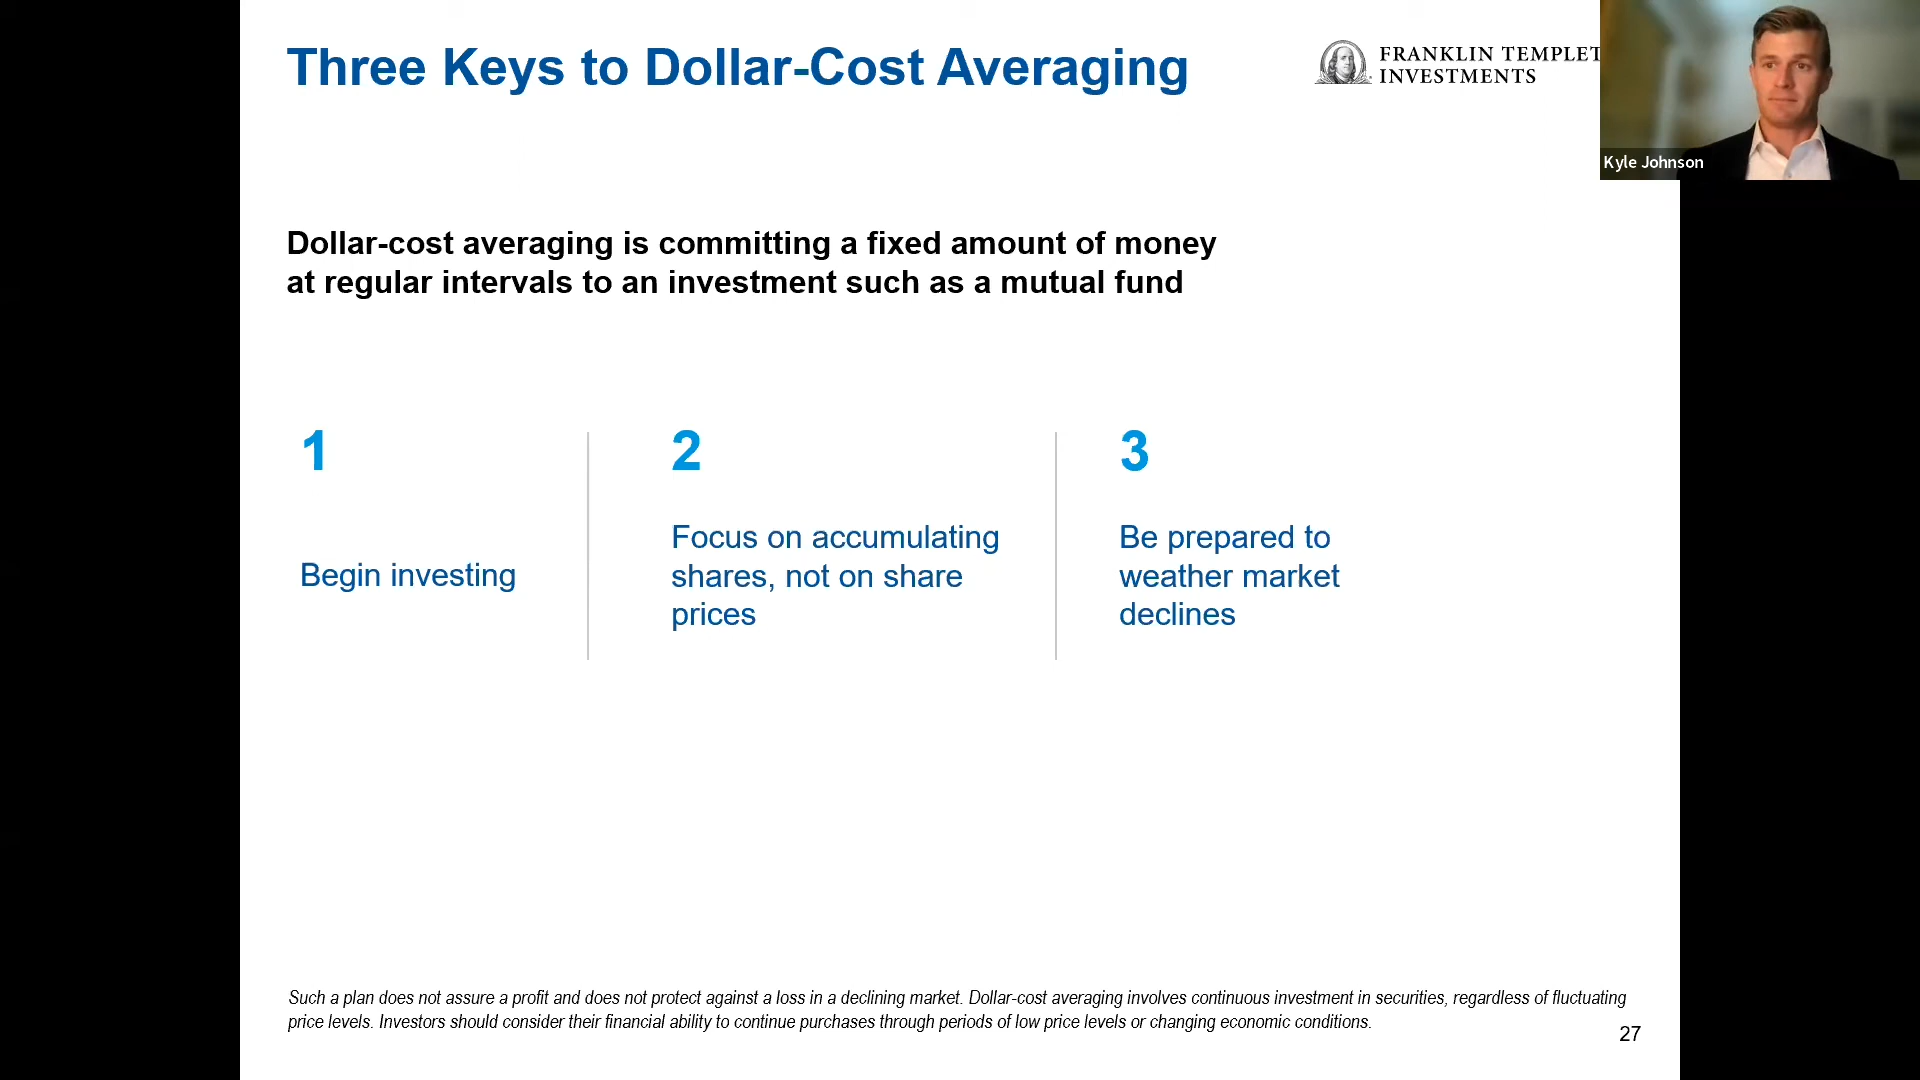 Three Keys to Dollar-Cost Averaging
FRANKLIN TEMPLET
INVESTMENTS
Kyle Johnson
Dollar-cost averaging is committing a fixed amount of money
at regular intervals to an investment such as a mutual fund
1
Begin investing
2
Focus on accumulating
shares, not on share
prices
3
Be prepared to
weather market
declines
Such a plan does not assure a profit and does not protect against a loss in a declining market. Dollar-cost averaging involves continuous investment in securities, regardless of fluctuating
price levels. Investors should consider their financial ability to continue purchases through periods of low price levels or changing economic conditions.
27